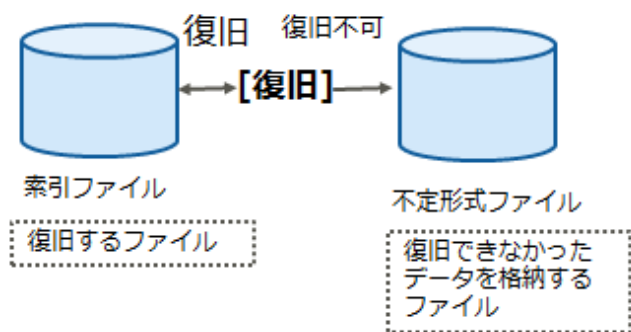 復旧 復旧不可
[復旧]
索引ファイル
復旧するファイル
不定形式ファイル
復旧できなかった
データを格納する
ファイル